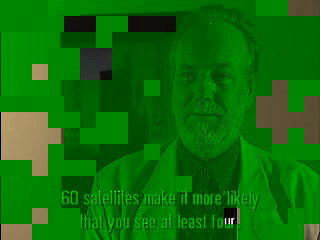 60 satellites make it more likely
that you see at least four.